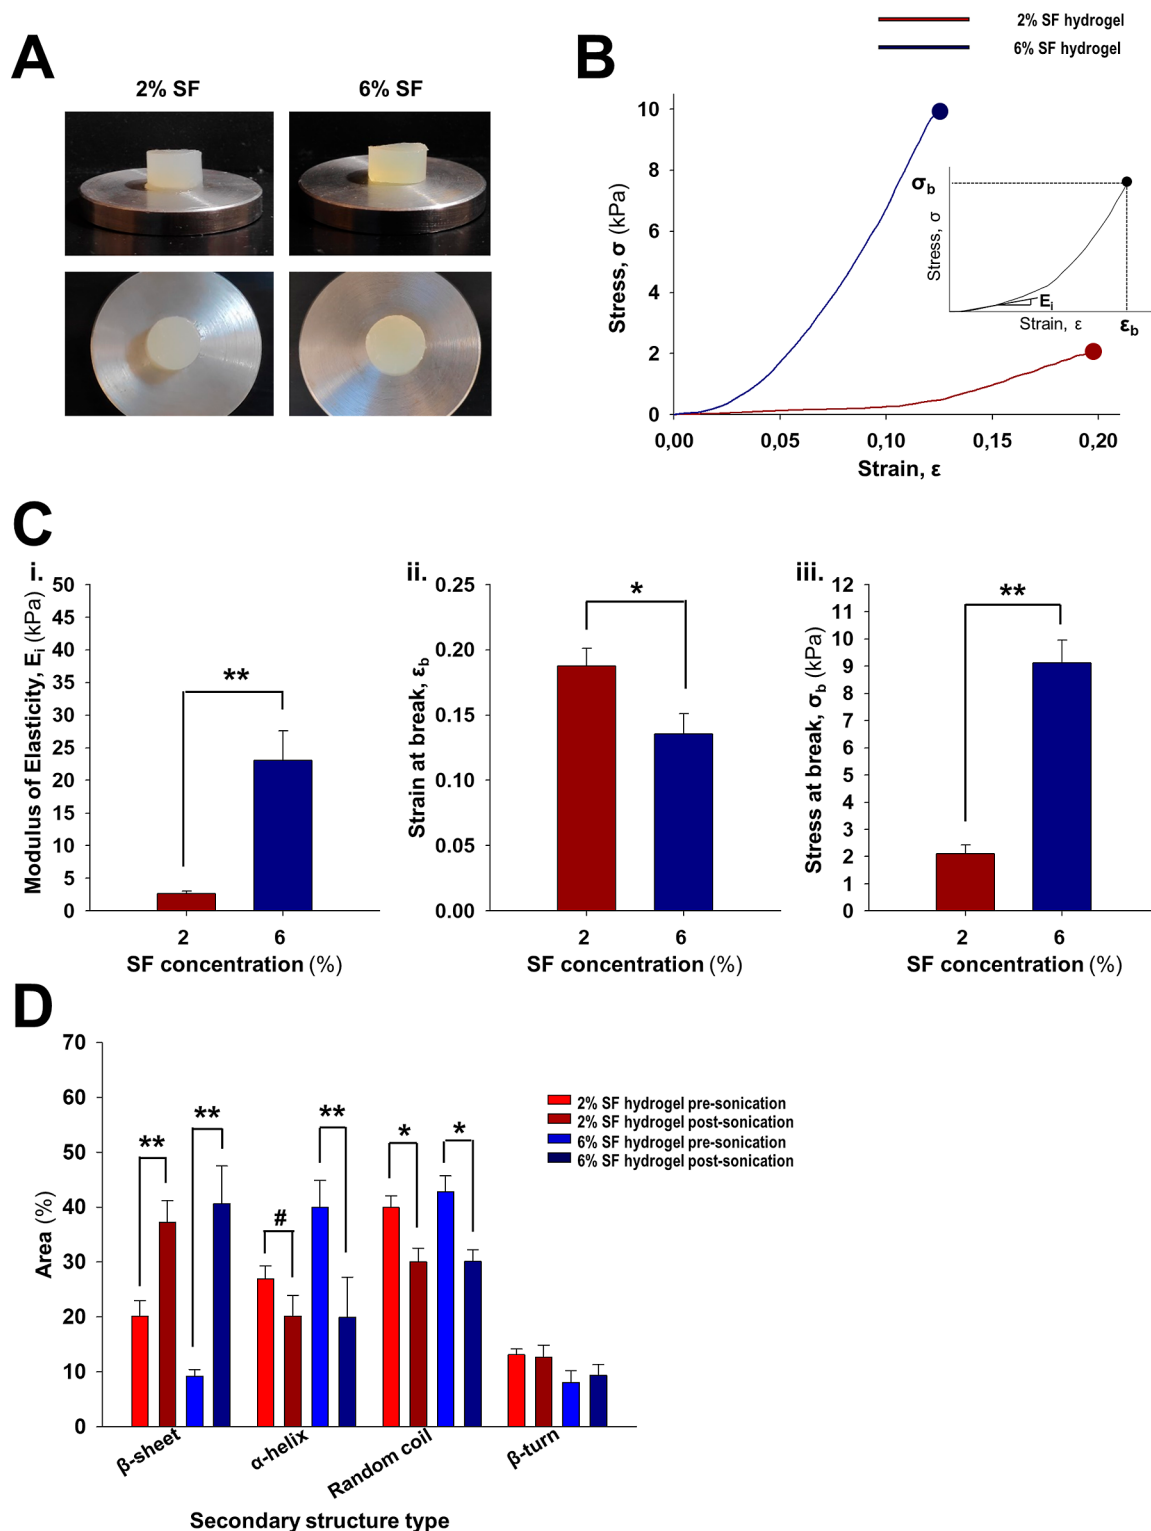 2% SF hydrogel
6% SF hydrogel
A
2% SF
6% SF
B
10
8
6
4
2
0
Stress, σ (kPa)
0,00
0,05
0,10
0,15
0,20
Strain, ε
σb
Stress, σ
Ei
Strain, ε
εb
C
i.
50
45
40
35
30
25
20
15
10
5
0
Modulus of Elasticity, Ei (kPa)
**
2
6
SF concentration (%)
ii.
0.25
0.20
0.15
0.10
0.05
0.00
Strain at break, εb
*
2
6
SF concentration (%)
iii.
12
11
10
9
8
7
6
5
4
3
2
1
0
Stress at break, σb (kPa)
**
2
6
SF concentration (%)
D
70
60
50
40
30
20
10
0
Area (%)
**
**
#
**
*
*
2% SF hydrogel pre-sonication
2% SF hydrogel post-sonication
6% SF hydrogel pre-sonication
6% SF hydrogel post-sonication
β-sheet
α-helix
Random coil
β-turn
Secondary structure type